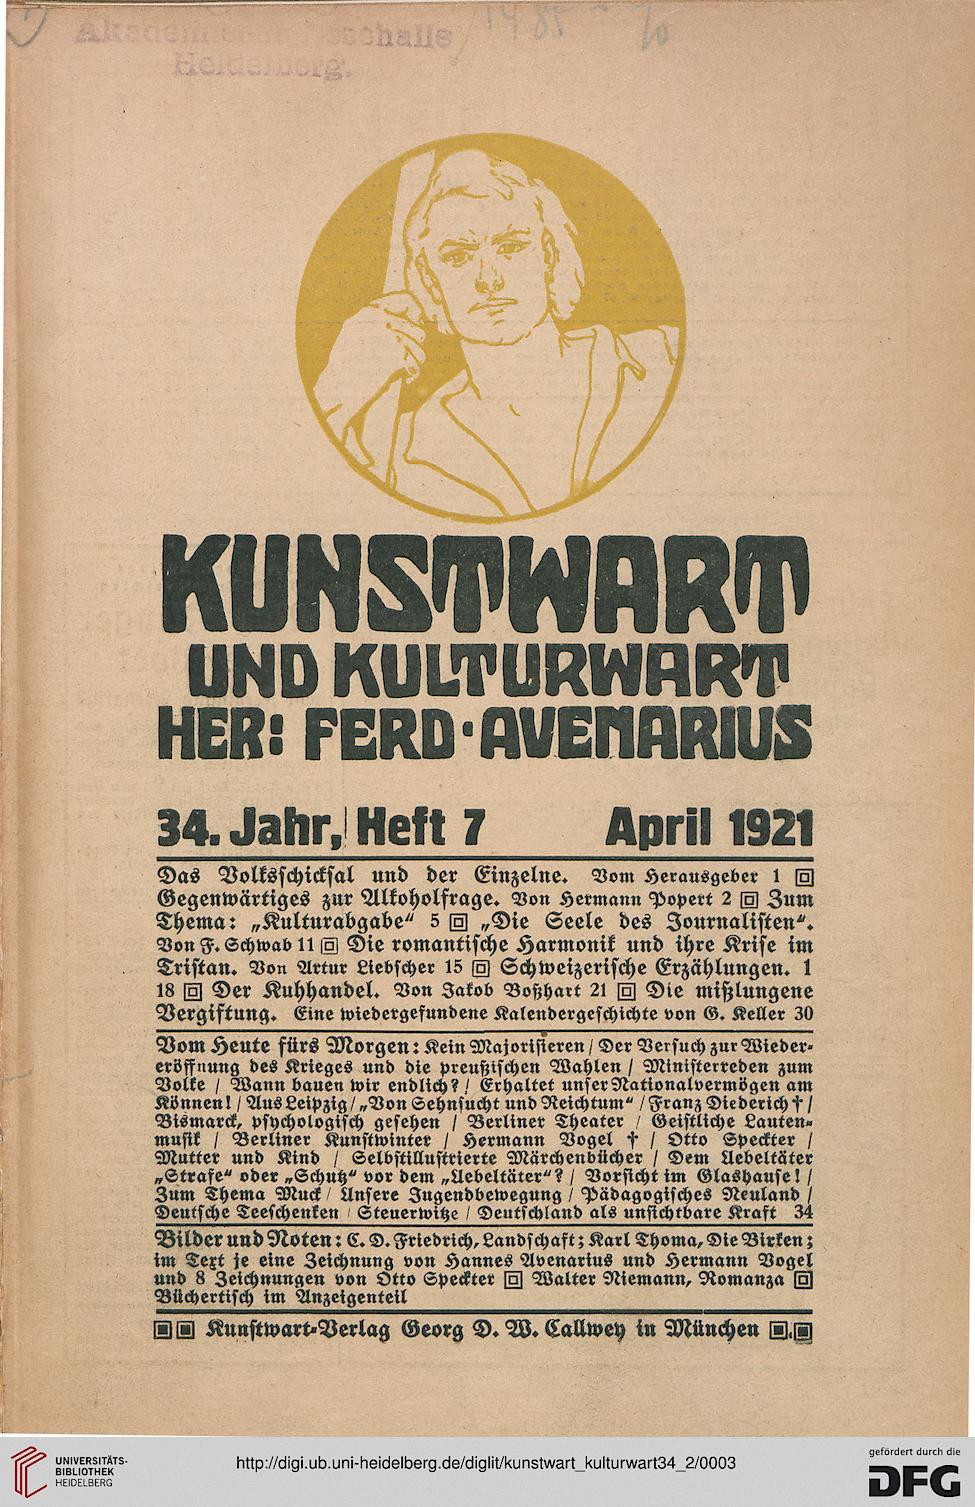 Akademische Lesehalle
Heidelberg.
KUNSTWART
UND KULTURWART
HER: FERD·AVENARIUS
34. Jahr, Heft 7 April 1921
Das Volksschicksal und der Einzelne. Vom Herausgeber 1
Gegenwärtiges zur Alkoholfrage. Von Hermann Popert 2 Zum
Thema: „Kulturabgabe“ 5 „Die Seele des Journalisten“.
Von F. Schwab 11 Die romantische Harmonik und ihre Krise im
Tristan. Von Artur Liebscher 15 Schweizerische Erzählungen. 1
18 Der Kuhhandel. Von Jakob Boßhart 21 Die mißlungene
Vergiftung. Eine wiedergefundene Kalendergeschichte von G. Keller 30
Vom Heute fürs Morgen: Kein Majorisieren / Der Versuch zur Wieder-
eröffnung des Krieges und die preußischen Wahlen / Ministerreden zum
Volke / Wann bauen wir endlich? / Erhaltet unser Nationalvermögen am
Können! / Aus Leipzig / „Von Sehnsucht und Reichtum“ / Franz Diederich † /
Bismarck, psychologisch gesehen / Berliner Theater / Geistliche Lauten-
musik / Berliner Kunstwinter / Hermann Vogel † / Otto Speckter /
Mutter und Kind / Selbstillustrierte Märchenbücher / Dem Uebeltäter
„Strafe“ oder „Schutz“ vor dem „Uebeltäter“? / Vorsicht im Glashause! /
Zum Thema Muck / Unsere Jugendbewegung / Pädagogisches Neuland /
Deutsche Teeschenken / Steuerwitze / Deutschland als unsichtbare Kraft 34
Bilder und Noten: C. D. Friedrich, Landschaft; Karl Thoma, Die Birken;
im Text je eine Zeichnung von Hannes Avenarius und Hermann Vogel
und 8 Zeichnungen von Otto Speckter Walter Niemann, Romanza
Büchertisch im Anzeigenteil
Kunstwart-Verlag Georg D. W. Callwey in München
UNIVERSITÄTS-
BIBLIOTHEK
HEIDELBERG
http://digi.ub.uni-heidelberg.de/diglit/kunstwart_kulturwart34_2/0003
gefördert durch die
DFG